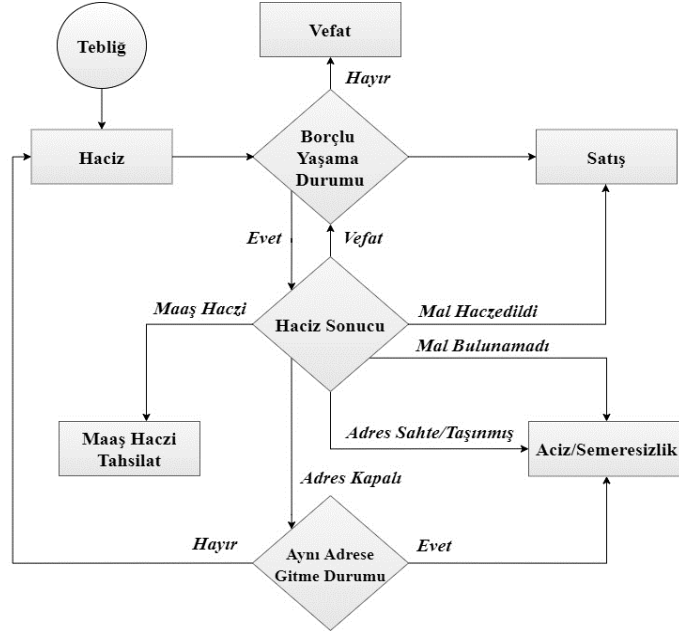 Tebliğ
Vefat
Hayır
Haciz
Borçlu
Yaşama
Durumu
Satış
Evet
Vefat
Maaş Haczi
Haciz Sonucu
Mal Haczedildi
Mal Bulunamadı
Maaş Haczi
Tahsilat
Adres Sahte/Taşınmış
Aciz/Semeresizlik
Adres Kapalı
Hayır
Aynı Adrese
Gitme Durumu
Evet